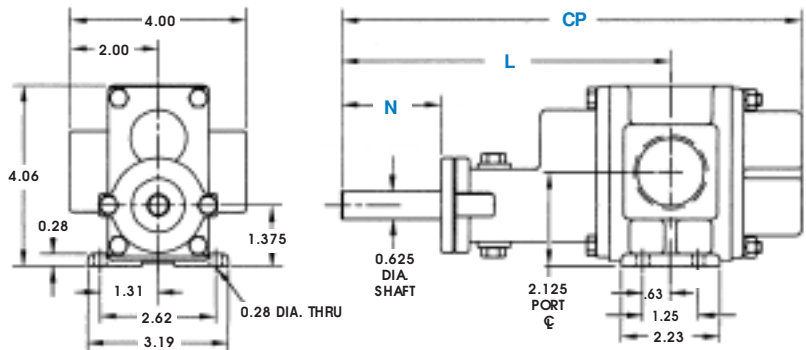 4.00
CP
2.00
L
N
4.06
0.28
1.375
0.625
DIA.
SHAFT
2.125
PORT
℄
.63
1.31
0.28 DIA. THRU
1.25
2.62
2.23
3.19